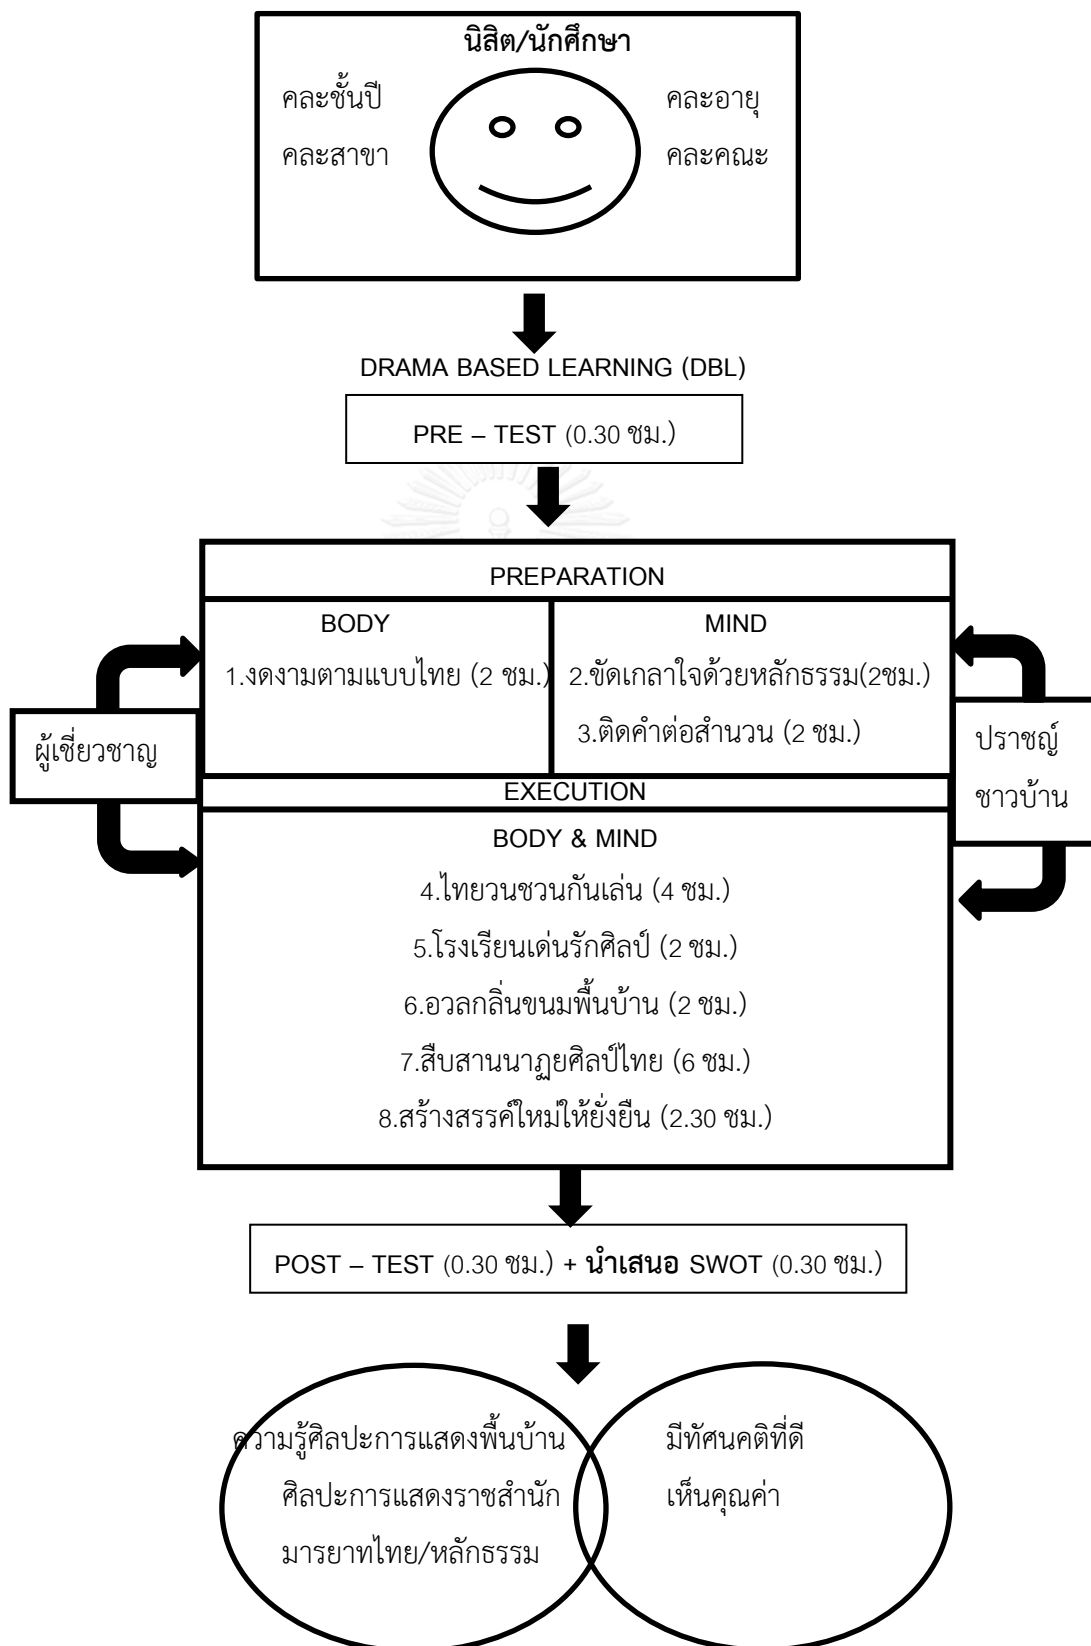 นิสิต/นักศึกษา
คละชั้นปี
คละอายุ
คละสาขา
คละคณะ
DRAMA BASED LEARNING (DBL)
PRE – TEST (0.30 ชม.)
PREPARATION
BODY
MIND
1.งดงามตามแบบไทย (2 ชม.)
2.ขัดเกลาใจด้วยหลักธรรม(2ชม.)
3.ติดคำต่อสำนวน (2 ชม.)
ผู้เชี่ยวชาญ
ปราชญ์
ชาวบ้าน
EXECUTION
BODY & MIND
4.ไทยวนชวนกันเล่น (4 ชม.)
5.โรงเรียนเด่นรักศิลป์ (2 ชม.)
6.อวลกลิ่นขนมพื้นบ้าน (2 ชม.)
7.สืบสานนาฏยศิลป์ไทย (6 ชม.)
8.สร้างสรรค์ใหม่ให้ยั่งยืน (2.30 ชม.)
POST – TEST (0.30 ชม.) + นำเสนอ SWOT (0.30 ชม.)
ความรู้ศิลปะการแสดงพื้นบ้าน
ศิลปะการแสดงราชสำนัก
มารยาทไทย/หลักธรรม
มีทัศนคติที่ดี
เห็นคุณค่า